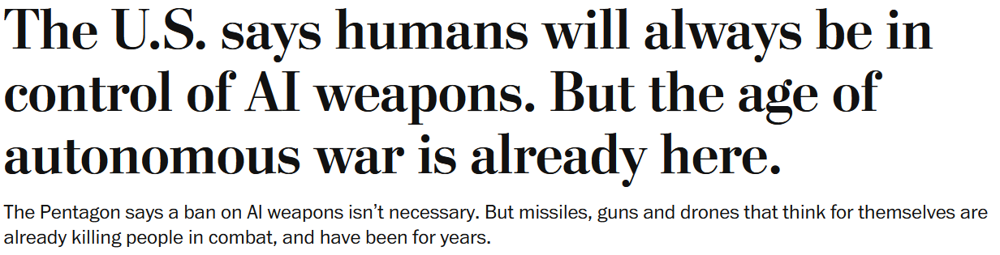 The U.S. says humans will always be in
control of AI weapons. But the age of
autonomous war is already here.
The Pentagon says a ban on AI weapons isn’t necessary. But missiles, guns and drones that think for themselves are
already killing people in combat, and have been for years.